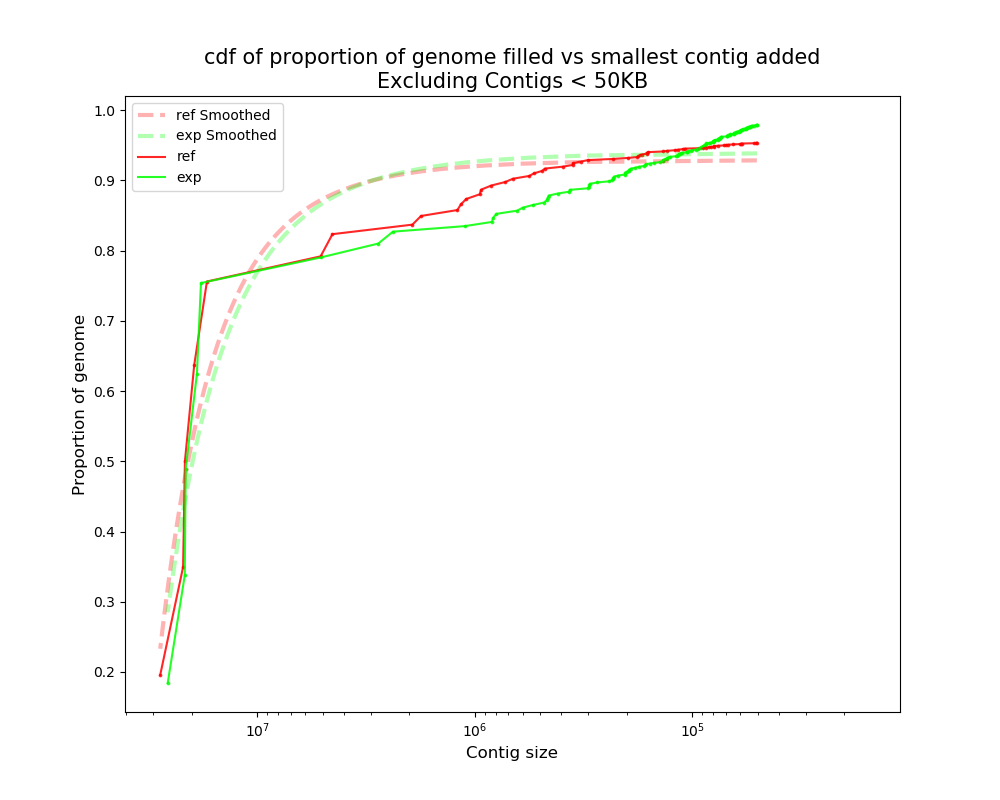 cdf of proportion of genome filled vs smallest contig added
Excluding Contigs < 50KB
ref Smoothed
exp Smoothed
ref
exp
Proportion of genome
1.0
0.9
0.8
0.7
0.6
0.5
0.4
0.3
0.2
10⁷ 10⁶ 10⁵
Contig size